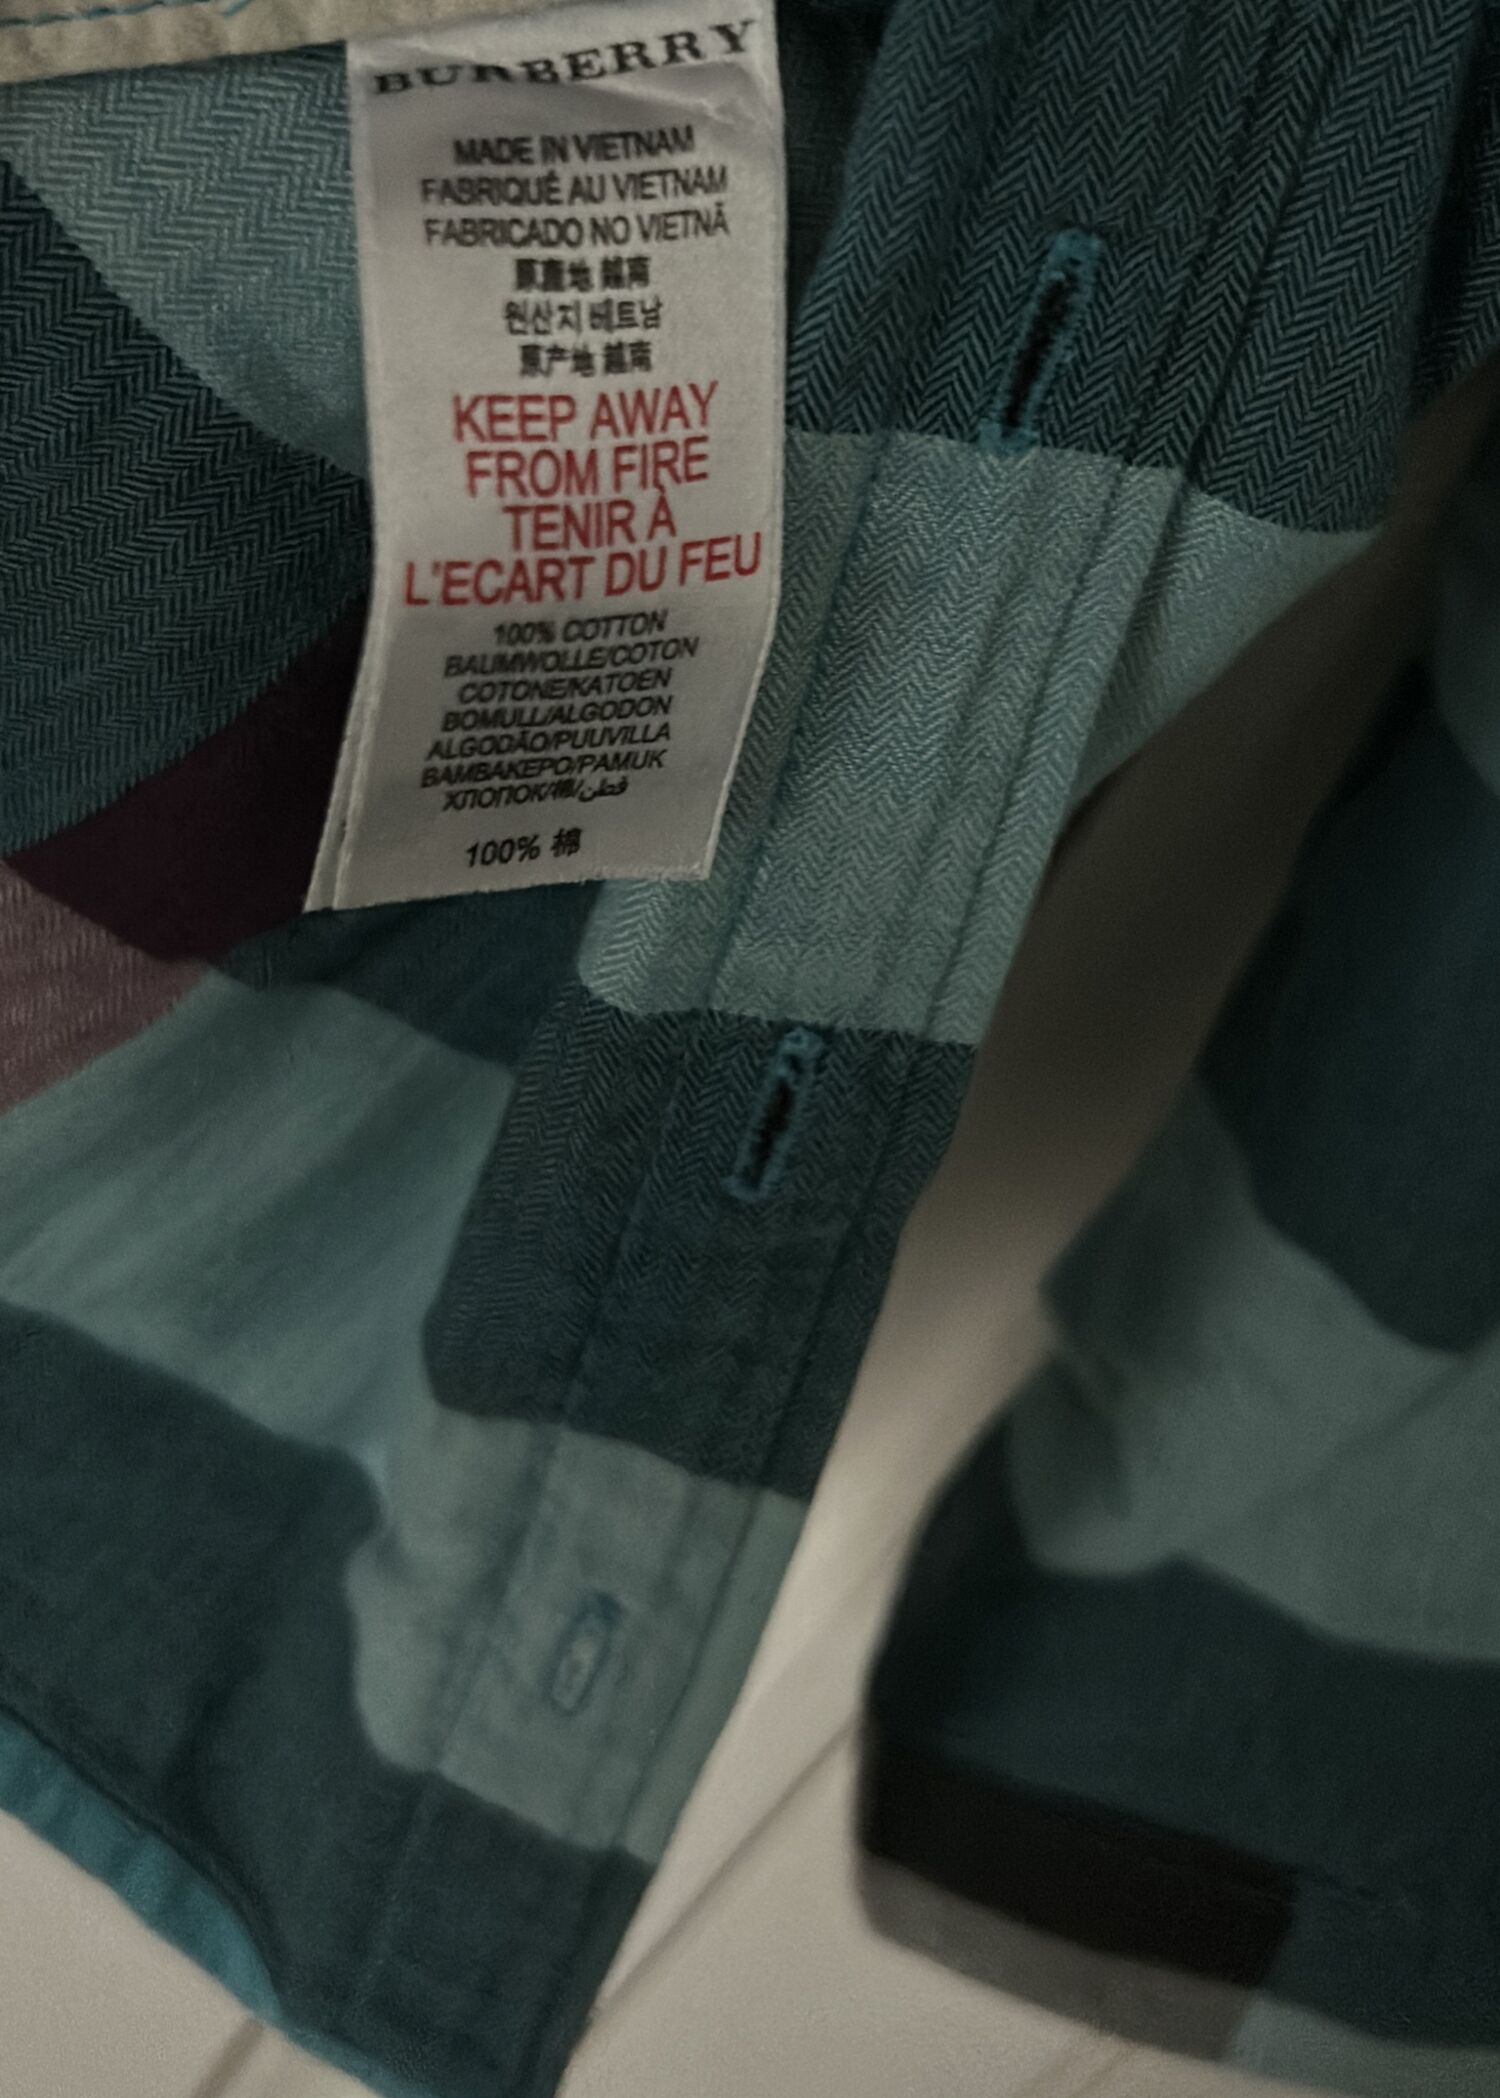 BURBERRY
MADE IN VIETNAM
FABRIQUÉ AU VIETNAM
FABRICADO NO VIETNÃ
原產地 越南
원산지 베트남
原产地 越南
KEEP AWAY
FROM FIRE
TENIR À
L'ECART DU FEU
100% COTTON
BAUMWOLLE/COTON
COTONE/KATOEN
BOMULL/ALGODON
ALGODÃO/PUUVILLA
ΒΑΜΒΑΚΕΡΟ/PAMUK
ХЛОПОК/棉/قطن
100% 棉